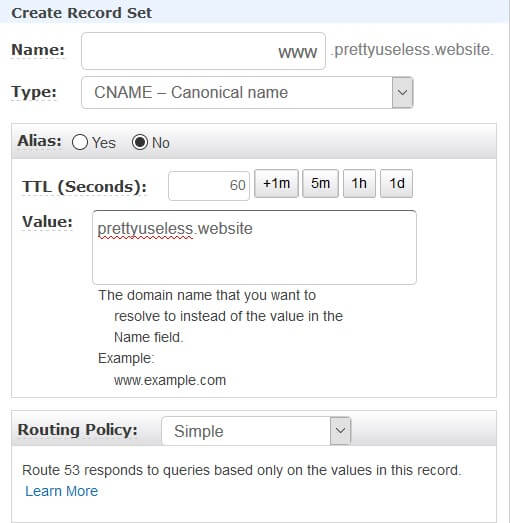 Create Record Set
Name: www .prettyuseless.website.
Type: CNAME – Canonical name
Alias: Yes No
TTL (Seconds): 60 +1m 5m 1h 1d
Value: prettyuseless.website
The domain name that you want to
resolve to instead of the value in the
Name field.
Example:
www.example.com
Routing Policy: Simple
Route 53 responds to queries based only on the values in this record.
Learn More